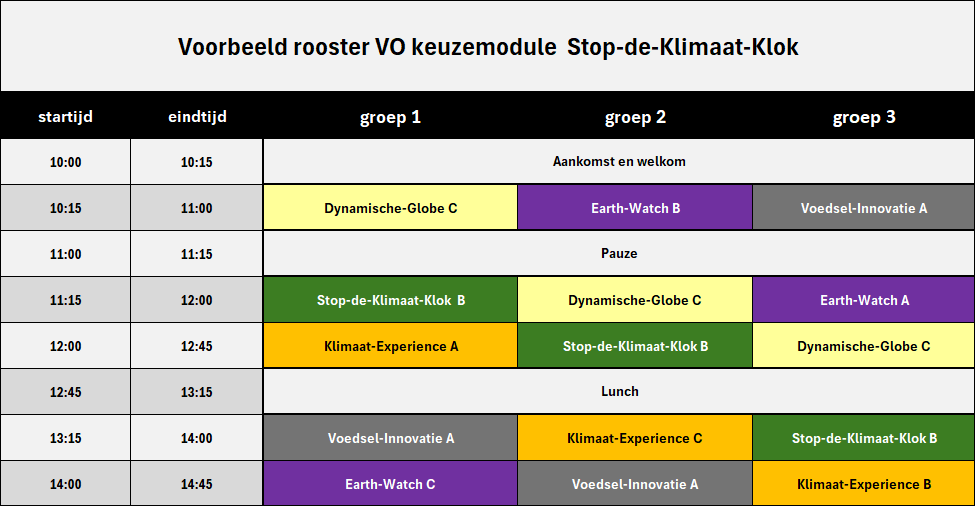 Voorbeeld rooster VO keuzemodule  Stop-de-Klimaat-Klok
startijd eindtijd groep 1 groep 2 groep 3
10:00 10:15 Aankomst en welkom
10:15 11:00 Dynamische-Globe C Earth-Watch B Voedsel-Innovatie A
11:00 11:15 Pauze
11:15 12:00 Stop-de-Klimaat-Klok  B Dynamische-Globe C Earth-Watch A
12:00 12:45 Klimaat-Experience A Stop-de-Klimaat-Klok B Dynamische-Globe C
12:45 13:15 Lunch
13:15 14:00 Voedsel-Innovatie A Klimaat-Experience C Stop-de-Klimaat-Klok B
14:00 14:45 Earth-Watch C Voedsel-Innovatie A Klimaat-Experience B